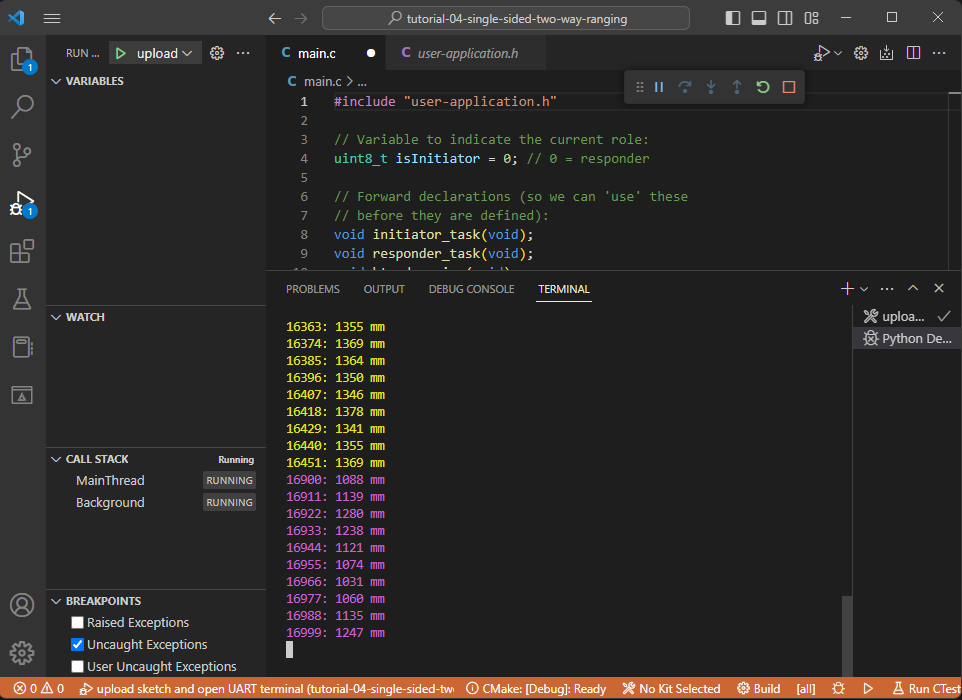 tutorial-04-single-sided-two-way-ranging
RUN ...
upload
main.c
user-application.h
VARIABLES
main.c > ...
1 #include "user-application.h"
2
3 // Variable to indicate the current role:
4 uint8_t isInitiator = 0; // 0 = responder
5
6 // Forward declarations (so we can 'use' these
7 // before they are defined):
8 void initiator_task(void);
9 void responder_task(void);
PROBLEMS OUTPUT DEBUG CONSOLE TERMINAL
WATCH
16363: 1355 mm
16374: 1369 mm
16385: 1364 mm
16396: 1350 mm
16407: 1346 mm
16418: 1378 mm
16429: 1341 mm
16440: 1355 mm
16451: 1369 mm
16900: 1088 mm
16911: 1139 mm
16922: 1280 mm
16933: 1238 mm
16944: 1121 mm
16955: 1074 mm
16966: 1031 mm
16977: 1060 mm
16988: 1135 mm
16999: 1247 mm
uploa...
Python De...
CALL STACK Running
MainThread RUNNING
Background RUNNING
BREAKPOINTS
Raised Exceptions
Uncaught Exceptions
User Uncaught Exceptions
1
1
0 0 upload sketch and open UART terminal (tutorial-04-single-sided-tw CMake: [Debug]: Ready No Kit Selected Build [all] Run CTest